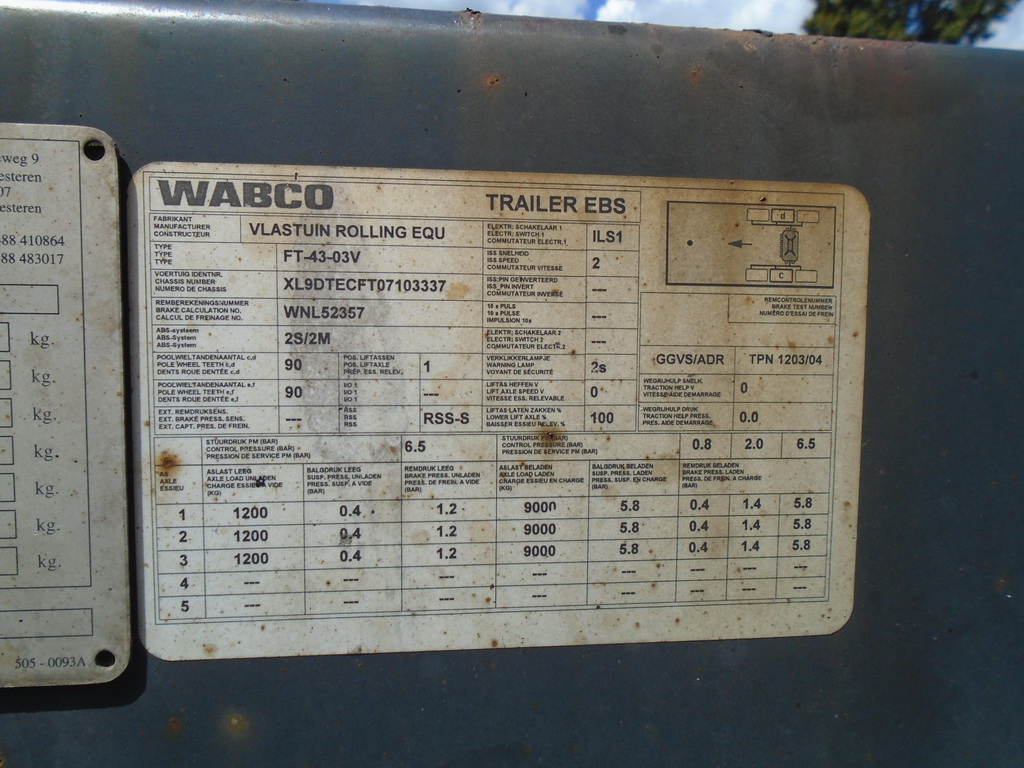 eweg 9
esteren
07
esteren
88 410864
88 483017
kg.
kg.
kg.
kg.
kg.
kg.
kg.
505 - 0093A
WABCO TRAILER EBS
FABRIKANT
MANUFACTURER
CONSTRUCTEUR
VLASTUIN ROLLING EQU
ELEKTR. SCHAKELAAR 1
ELECTR. SWITCH 1
COMMUTATEUR ELECTR.1
ILS1
d
c
TYPE
TYPE
TYPE
FT-43-03V
ISS SNELHEID
ISS SPEED
COMMUTATEUR VITESSE
2
VOERTUIG IDENTNR.
CHASSIS NUMBER
NUMERO DE CHASSIS
XL9DTECFT07103337
ISS;PIN GEINVERTEERD
ISS_PIN INVERT
COMMUTATEUR INVERSE
---
REMCONTROLENUMMER
BRAKE TEST NUMBER
NUMÉRO D'ESSAI DE FREIN
REMBEREKENINGSNUMMER
BRAKE CALCULATION NO.
CALCUL DE FREINAGE NO.
WNL52357
10 x PULS
10 x PULSE
IMPULSION 10x
---
ABS-systeem
ABS-System
ABS-System
2S/2M
ELEKTR; SCHAKELAAR 2
ELECTR; SWITCH 2
COMMUTATEUR ELECTR.2
---
POOLWIELTANDENAANTAL c,d
POLE WHEEL TEETH c,d
DENTS ROUE DENTÉE c,d
90
POS. LIFTASSEN
POS. LIFTAXLE
PRÉP. ESS. RELEV.
1
VERKLIKKERLAMPJE
WARNING LAMP
VOYANT DE SÉCURITÉ
2s
GGVS/ADR TPN 1203/04
POOLWIELTANDENAANTAL e,f
POLE WHEEL TEETH e,f
DENTS ROUE DENTÉE e,f
90
I/O 1
I/O 1
I/O 1
---
LIFTAS HEFFEN V
LIFT AXLE SPEED V
VITESSE ESS. RELEVABLE
0
WEGRIJHULP SNELH.
TRACTION HELP V
VITESSE AIDE DEMARRAGE
0
EXT. REMDRUKSENS.
EXT. BRAKE PRESS. SENS.
EXT. CAPT. PRES. DE FREIN.
---
RSS
RSS
RSS
RSS-S
LIFTAS LATEN ZAKKEN %
LOWER LIFT AXLE %
BAISSER ESSIEU RELEV. %
100
WEGRIJHULP DRUK
TRACTION HELP PRESS.
PRES. AIDE DEMARRAGE
0.0
STUURDRUK PM (BAR)
CONTROL PRESSURE (BAR)
PRESSION DE SERVICE PM (BAR)
6.5
STUURDRUK PM (BAR)
CONTROL PRESSURE (BAR)
PRESSION DE SERVICE PM (BAR)
0.8 2.0 6.5
AS
AXLE
ESSIEU
ASLAST LEEG
AXLE LOAD UNLADEN
CHARGE ESSIEU A VIDE
(KG)
BALGDRUK LEEG
SUSP. PRESS. UNLADEN
PRESS. SUSP. A VIDE
(BAR)
REMDRUK LEEG
BRAKE PRESS. UNLADEN
PRESS. DE FREIN. A VIDE
(BAR)
ASLAST BELADEN
AXLE LOAD LADEN
CHARGE ESSIEU EN CHARGE
(KG)
BALGDRUK BELADEN
SUSP. PRESS. LADEN
PRESS. SUSP. EN CHARGE
(BAR)
REMDRUK BELADEN
BRAKE PRESS. LADEN
PRESS. DE FREIN. A CHARGE
(BAR)
1 1200 0.4 1.2 9000 5.8 0.4 1.4 5.8
2 1200 0.4 1.2 9000 5.8 0.4 1.4 5.8
3 1200 0.4 1.2 9000 5.8 0.4 1.4 5.8
4 --- --- --- --- --- --- --- ---
5 --- --- --- --- --- --- --- ---